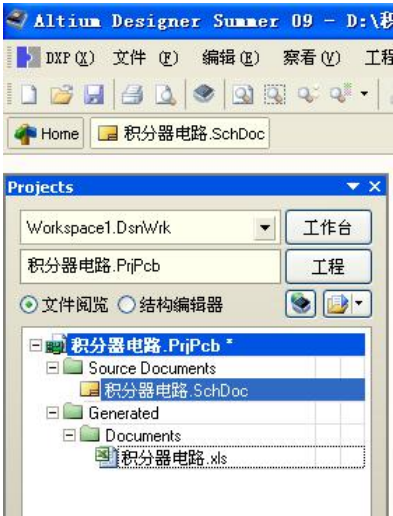 Altium Designer Summer 09 - D:\积
DXP (X) 文件 (F) 编辑 (E) 察看 (V) 工程
Home 积分器电路.SchDoc
Projects
Workspace1.DsnWrk 工作台
积分器电路.PrjPcb 工程
文件阅览 结构编辑器
积分器电路.PrjPcb *
Source Documents
积分器电路.SchDoc
Generated
Documents
积分器电路.xls